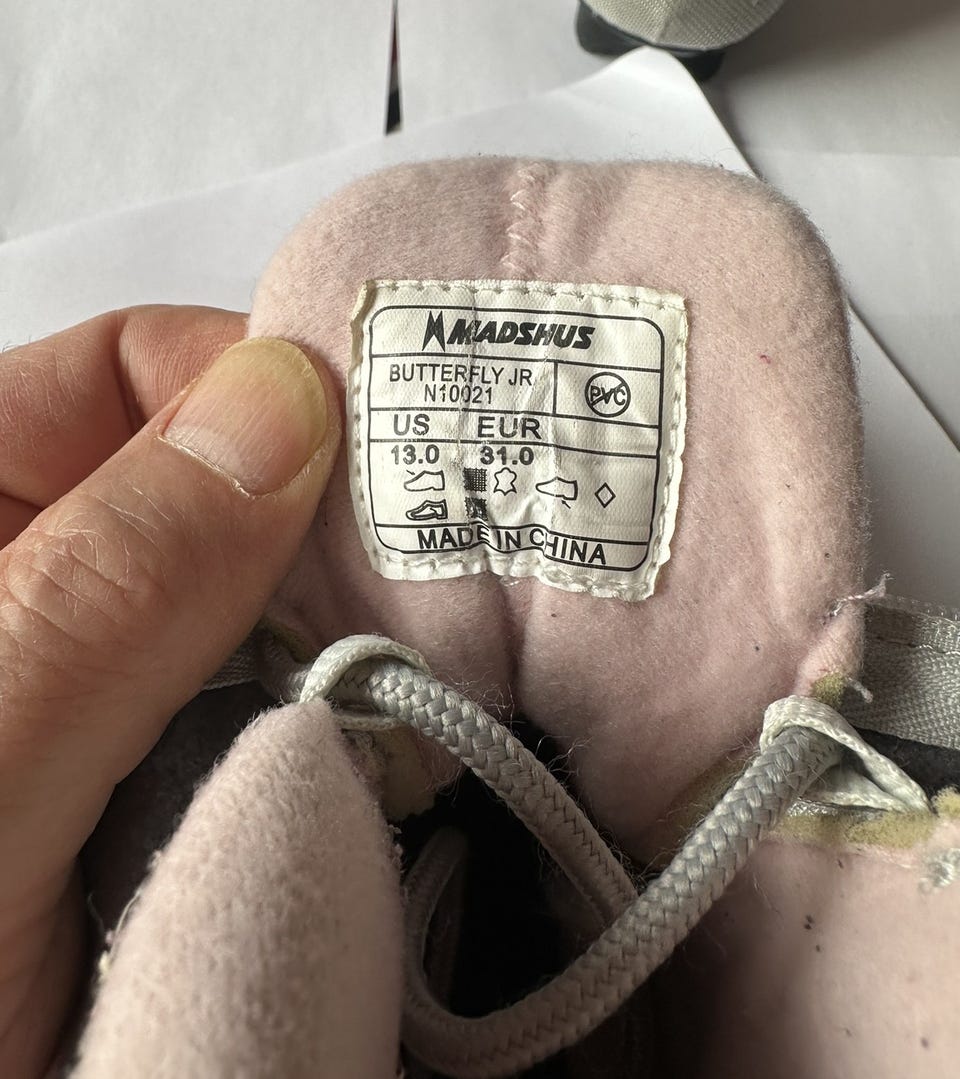 MADSHUS
BUTTERFLY JR
N10021
PVC
US EUR
13.0 31.0
MADE IN CHINA